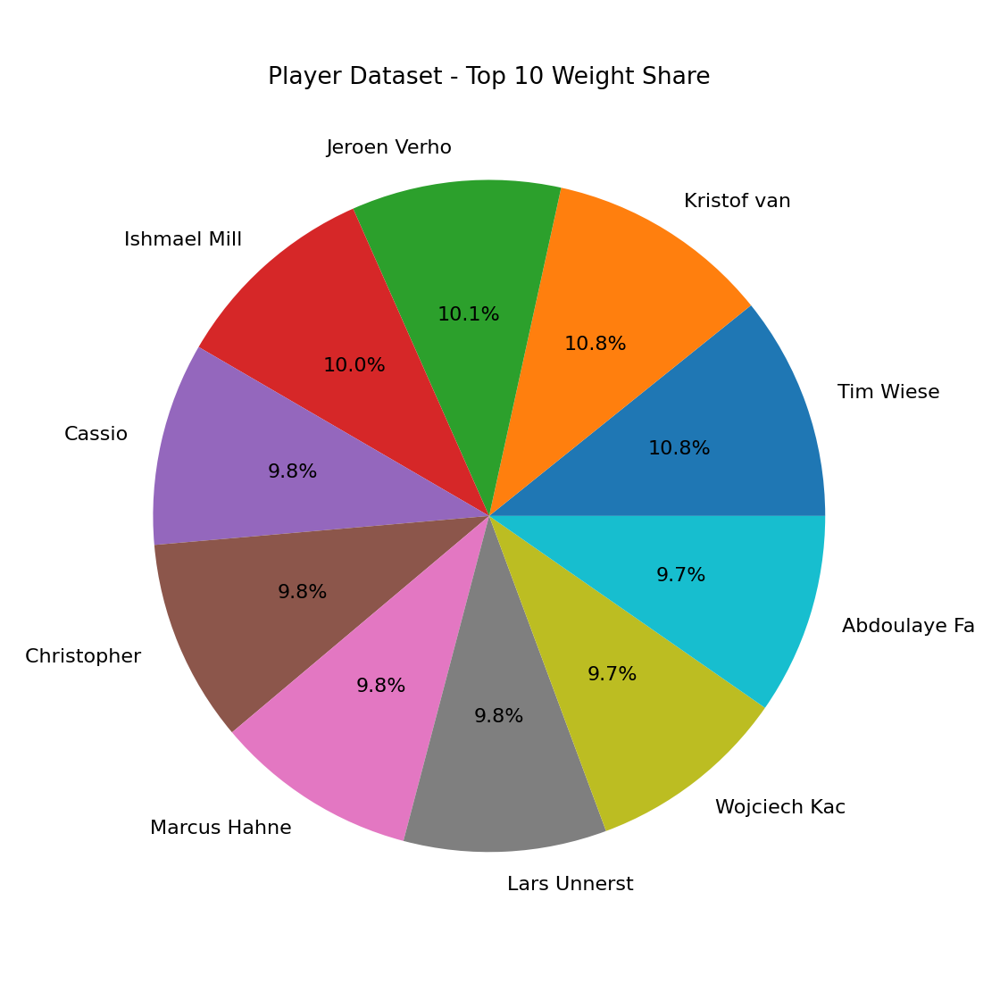 Player Dataset - Top 10 Weight Share
Jeroen Verho
Kristof van
Ishmael Mill
10.1%
10.8%
10.0%
Tim Wiese
Cassio
10.8%
9.8%
9.7%
9.8%
Abdoulaye Fa
Christopher
9.7%
9.8%
9.8%
Wojciech Kac
Marcus Hahne
Lars Unnerst